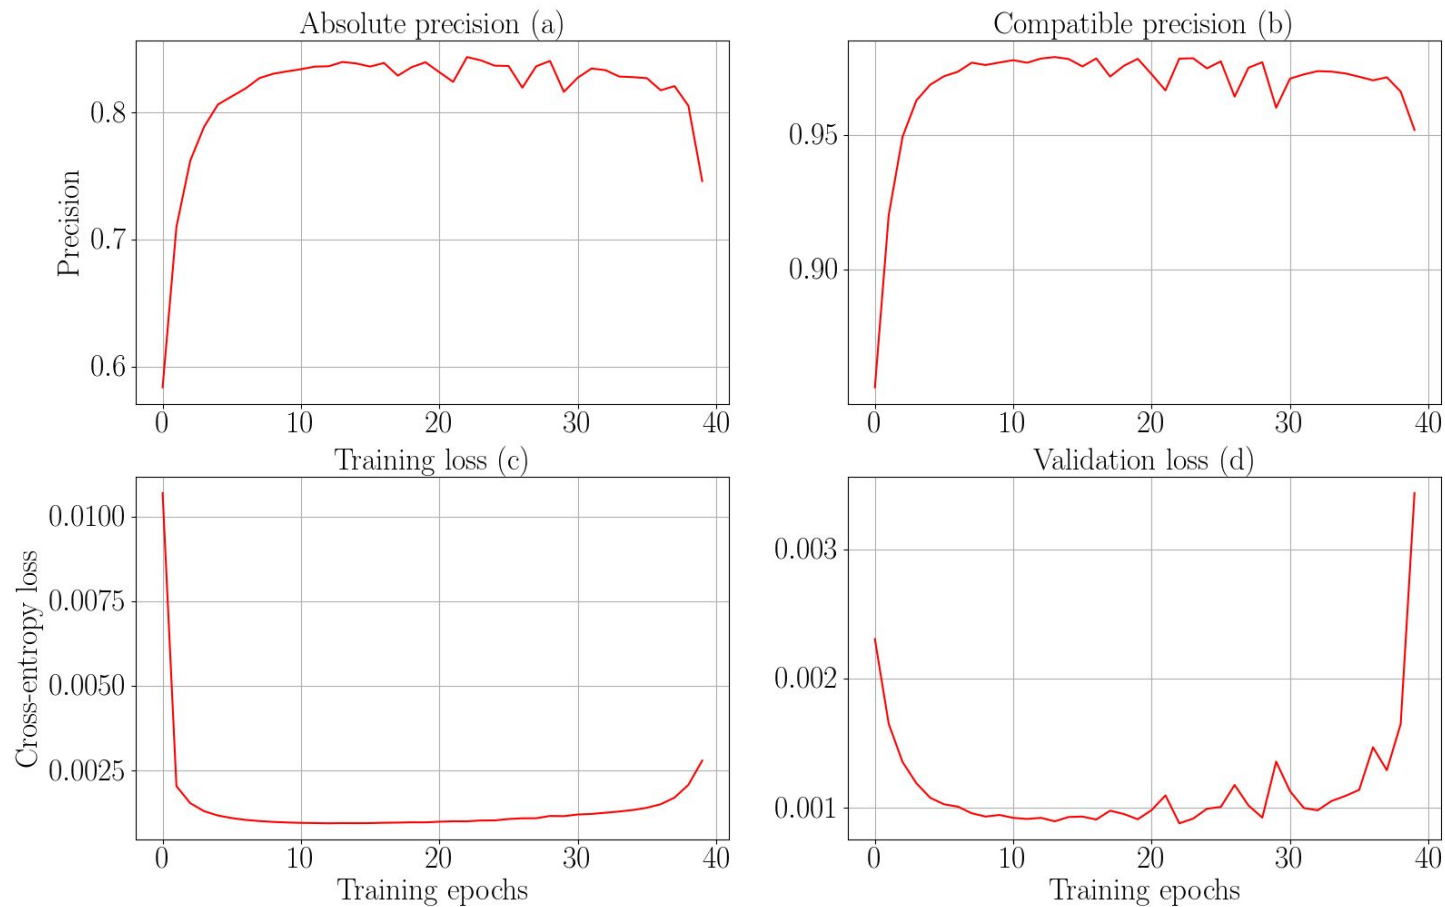 Absolute precision (a)
Precision
0.8
0.7
0.6
0 10 20 30 40
Compatible precision (b)
0.95
0.90
0 10 20 30 40
Training loss (c)
Cross-entropy loss
0.0100
0.0075
0.0050
0.0025
0 10 20 30 40
Training epochs
Validation loss (d)
0.003
0.002
0.001
0 10 20 30 40
Training epochs